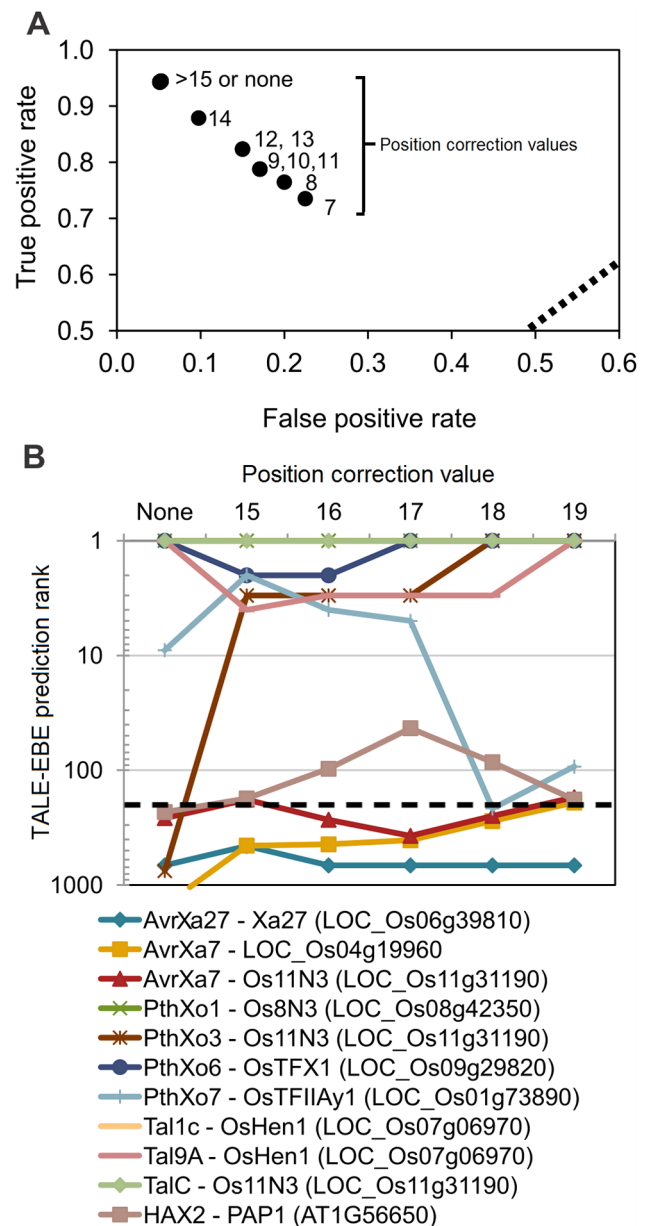 A
1.0
0.9
0.8
0.7
0.6
0.5
True positive rate
>15 or none
14
12, 13
9,10,11
8
7
Position correction values
0.0 0.1 0.2 0.3 0.4 0.5 0.6
False positive rate
B
Position correction value
None 15 16 17 18 19
1
10
100
1000
TALE-EBE prediction rank
AvrXa27 - Xa27 (LOC_Os06g39810)
AvrXa7 - LOC_Os04g19960
AvrXa7 - Os11N3 (LOC_Os11g31190)
PthXo1 - Os8N3 (LOC_Os08g42350)
PthXo3 - Os11N3 (LOC_Os11g31190)
PthXo6 - OsTFX1 (LOC_Os09g29820)
PthXo7 - OsTFIIAy1 (LOC_Os01g73890)
Tal1c - OsHen1 (LOC_Os07g06970)
Tal9A - OsHen1 (LOC_Os07g06970)
TalC - Os11N3 (LOC_Os11g31190)
HAX2 - PAP1 (AT1G56650)